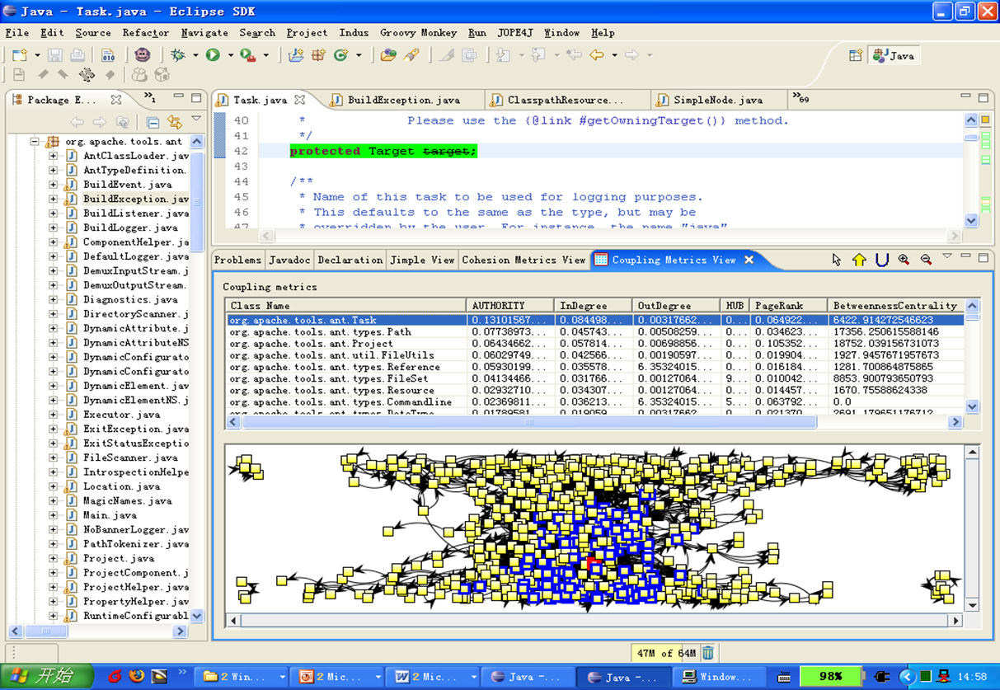 Java - Task.java - Eclipse SDK
File Edit Source Refactor Navigate Search Project Indus Groovy Monkey Run JOPE4J Window Help
Java
Package E...
»1
Task.java BuildException.java ClasspathResource... SimpleNode.java »69
org.apache.tools.ant
AntClassLoader.jav
AntTypeDefinition.
BuildEvent.java
BuildException.jav
BuildListener.java
BuildLogger.java
ComponentHelper.ja
DefaultLogger.java
DemuxInputStream.j
DemuxOutputStream.
Diagnostics.java
DirectoryScanner.j
DynamicAttribute.j
DynamicAttributeNS
DynamicConfigurato
DynamicConfigurato
DynamicElement.jav
DynamicElementNS.j
Executor.java
ExitException.java
ExitStatusExceptio
FileScanner.java
IntrospectionHelpe
Location.java
MagicNames.java
Main.java
NoBannerLogger.jav
PathTokenizer.java
Project.java
ProjectComponent.j
ProjectHelper.java
PropertyHelper.jav
RuntimeConfigurabl
40 * Please use the {@link #getOwningTarget()} method.
41 */
42 protected Target target;
43
44 /**
45 * Name of this task to be used for logging purposes.
46 * This defaults to the same as the type, but may be
47 * overridden by the user. For instance, the name "java"
Problems Javadoc Declaration Jimple View Cohesion Metrics View Coupling Metrics View
Coupling metrics
Class Name AUTHORITY InDegree OutDegree HUB PageRank BetweennessCentrality
org.apache.tools.ant.Task 0.13101567... 0.084498... 0.00317662... 0... 0.064922... 6422.914272546623
org.apache.tools.ant.types.Path 0.07738973... 0.045743... 0.00508259... 0... 0.034623... 17356.250615588146
org.apache.tools.ant.Project 0.06434662... 0.057814... 0.00698856... 0... 0.105352... 18752.039156731073
org.apache.tools.ant.util.FileUtils 0.06029749... 0.042566... 0.00190597... 0... 0.019904... 1927.9457671957673
org.apache.tools.ant.types.Reference 0.05930199... 0.035578... 6.35324015... 0... 0.016184... 1281.700864875865
org.apache.tools.ant.types.FileSet 0.04134466... 0.031766... 0.00127064... 9... 0.010042... 8853.900793650793
org.apache.tools.ant.types.Resource 0.02932710... 0.034307... 0.00127064... 0... 0.014457... 1670.75588624338
org.apache.tools.ant.types.Commandline 0.02369811... 0.036213... 6.35324015... 5... 0.063792... 0.0
org.apache.tools.ant.types.DataType 0.01789581... 0.019059... 0.00317662... 0... 0.021370... 2691.179651176712
47M of 64M
开始 » 2 Win... 2 Mic... 2 Mic... Java -... Java -... Window... 98% 14:58